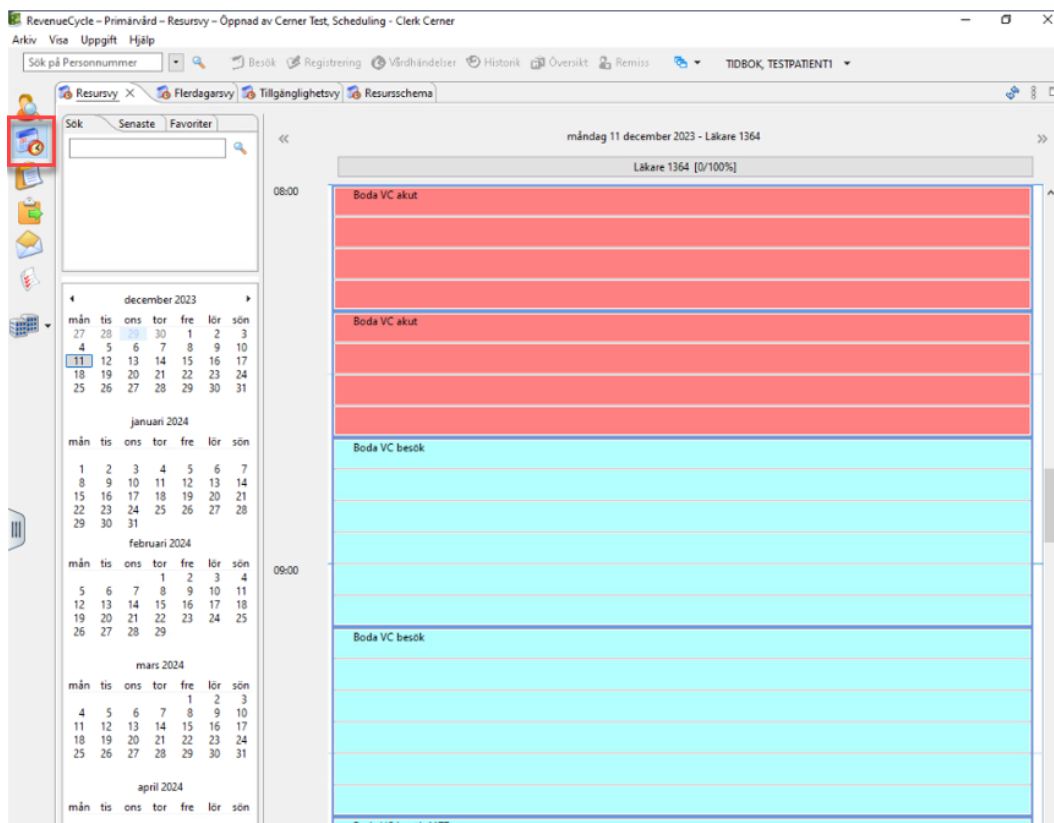 RevenueCycle – Primärvård – Resursvy – Öppnad av Cerner Test, Scheduling - Clerk Cerner
Arkiv Visa Uppgift Hjälp
Sök på Personnummer Besök Registrering Vårdhändelser Historik Översikt Remiss TIDBOK, TESTPATIENT1
Resursvy Flerdagarsvy Tillgänglighetsvy Resursschema
Sök Senaste Favoriter
måndag 11 december 2023 - Läkare 1364
Läkare 1364 [0/100%]
08:00 Boda VC akut
Boda VC akut
Boda VC besök
09:00
Boda VC besök
december 2023
mån tis ons tor fre lör sön
27 28 29 30 1 2 3
4 5 6 7 8 9 10
11 12 13 14 15 16 17
18 19 20 21 22 23 24
25 26 27 28 29 30 31
januari 2024
mån tis ons tor fre lör sön
1 2 3 4 5 6 7
8 9 10 11 12 13 14
15 16 17 18 19 20 21
22 23 24 25 26 27 28
29 30 31
februari 2024
mån tis ons tor fre lör sön
1 2 3 4
5 6 7 8 9 10 11
12 13 14 15 16 17 18
19 20 21 22 23 24 25
26 27 28 29
mars 2024
mån tis ons tor fre lör sön
1 2 3
4 5 6 7 8 9 10
11 12 13 14 15 16 17
18 19 20 21 22 23 24
25 26 27 28 29 30 31
april 2024
mån tis ons tor fre lör sön